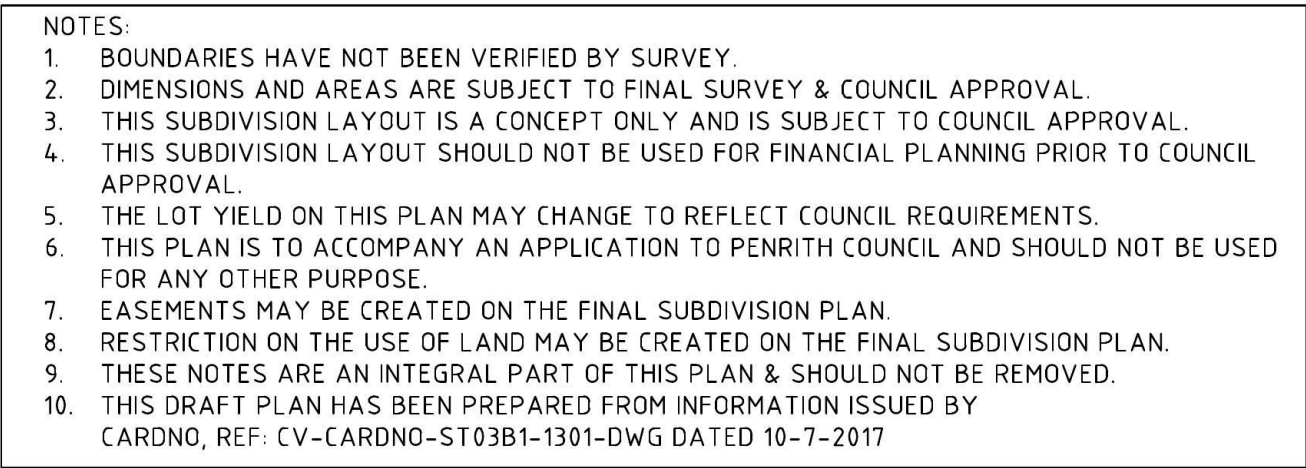 NOTES:
1. BOUNDARIES HAVE NOT BEEN VERIFIED BY SURVEY.
2. DIMENSIONS AND AREAS ARE SUBJECT TO FINAL SURVEY & COUNCIL APPROVAL.
3. THIS SUBDIVISION LAYOUT IS A CONCEPT ONLY AND IS SUBJECT TO COUNCIL APPROVAL.
4. THIS SUBDIVISION LAYOUT SHOULD NOT BE USED FOR FINANCIAL PLANNING PRIOR TO COUNCIL
APPROVAL.
5. THE LOT YIELD ON THIS PLAN MAY CHANGE TO REFLECT COUNCIL REQUIREMENTS.
6. THIS PLAN IS TO ACCOMPANY AN APPLICATION TO PENRITH COUNCIL AND SHOULD NOT BE USED
FOR ANY OTHER PURPOSE.
7. EASEMENTS MAY BE CREATED ON THE FINAL SUBDIVISION PLAN.
8. RESTRICTION ON THE USE OF LAND MAY BE CREATED ON THE FINAL SUBDIVISION PLAN.
9. THESE NOTES ARE AN INTEGRAL PART OF THIS PLAN & SHOULD NOT BE REMOVED.
10. THIS DRAFT PLAN HAS BEEN PREPARED FROM INFORMATION ISSUED BY
CARDNO, REF: CV-CARDNO-ST03B1-1301-DWG DATED 10-7-2017